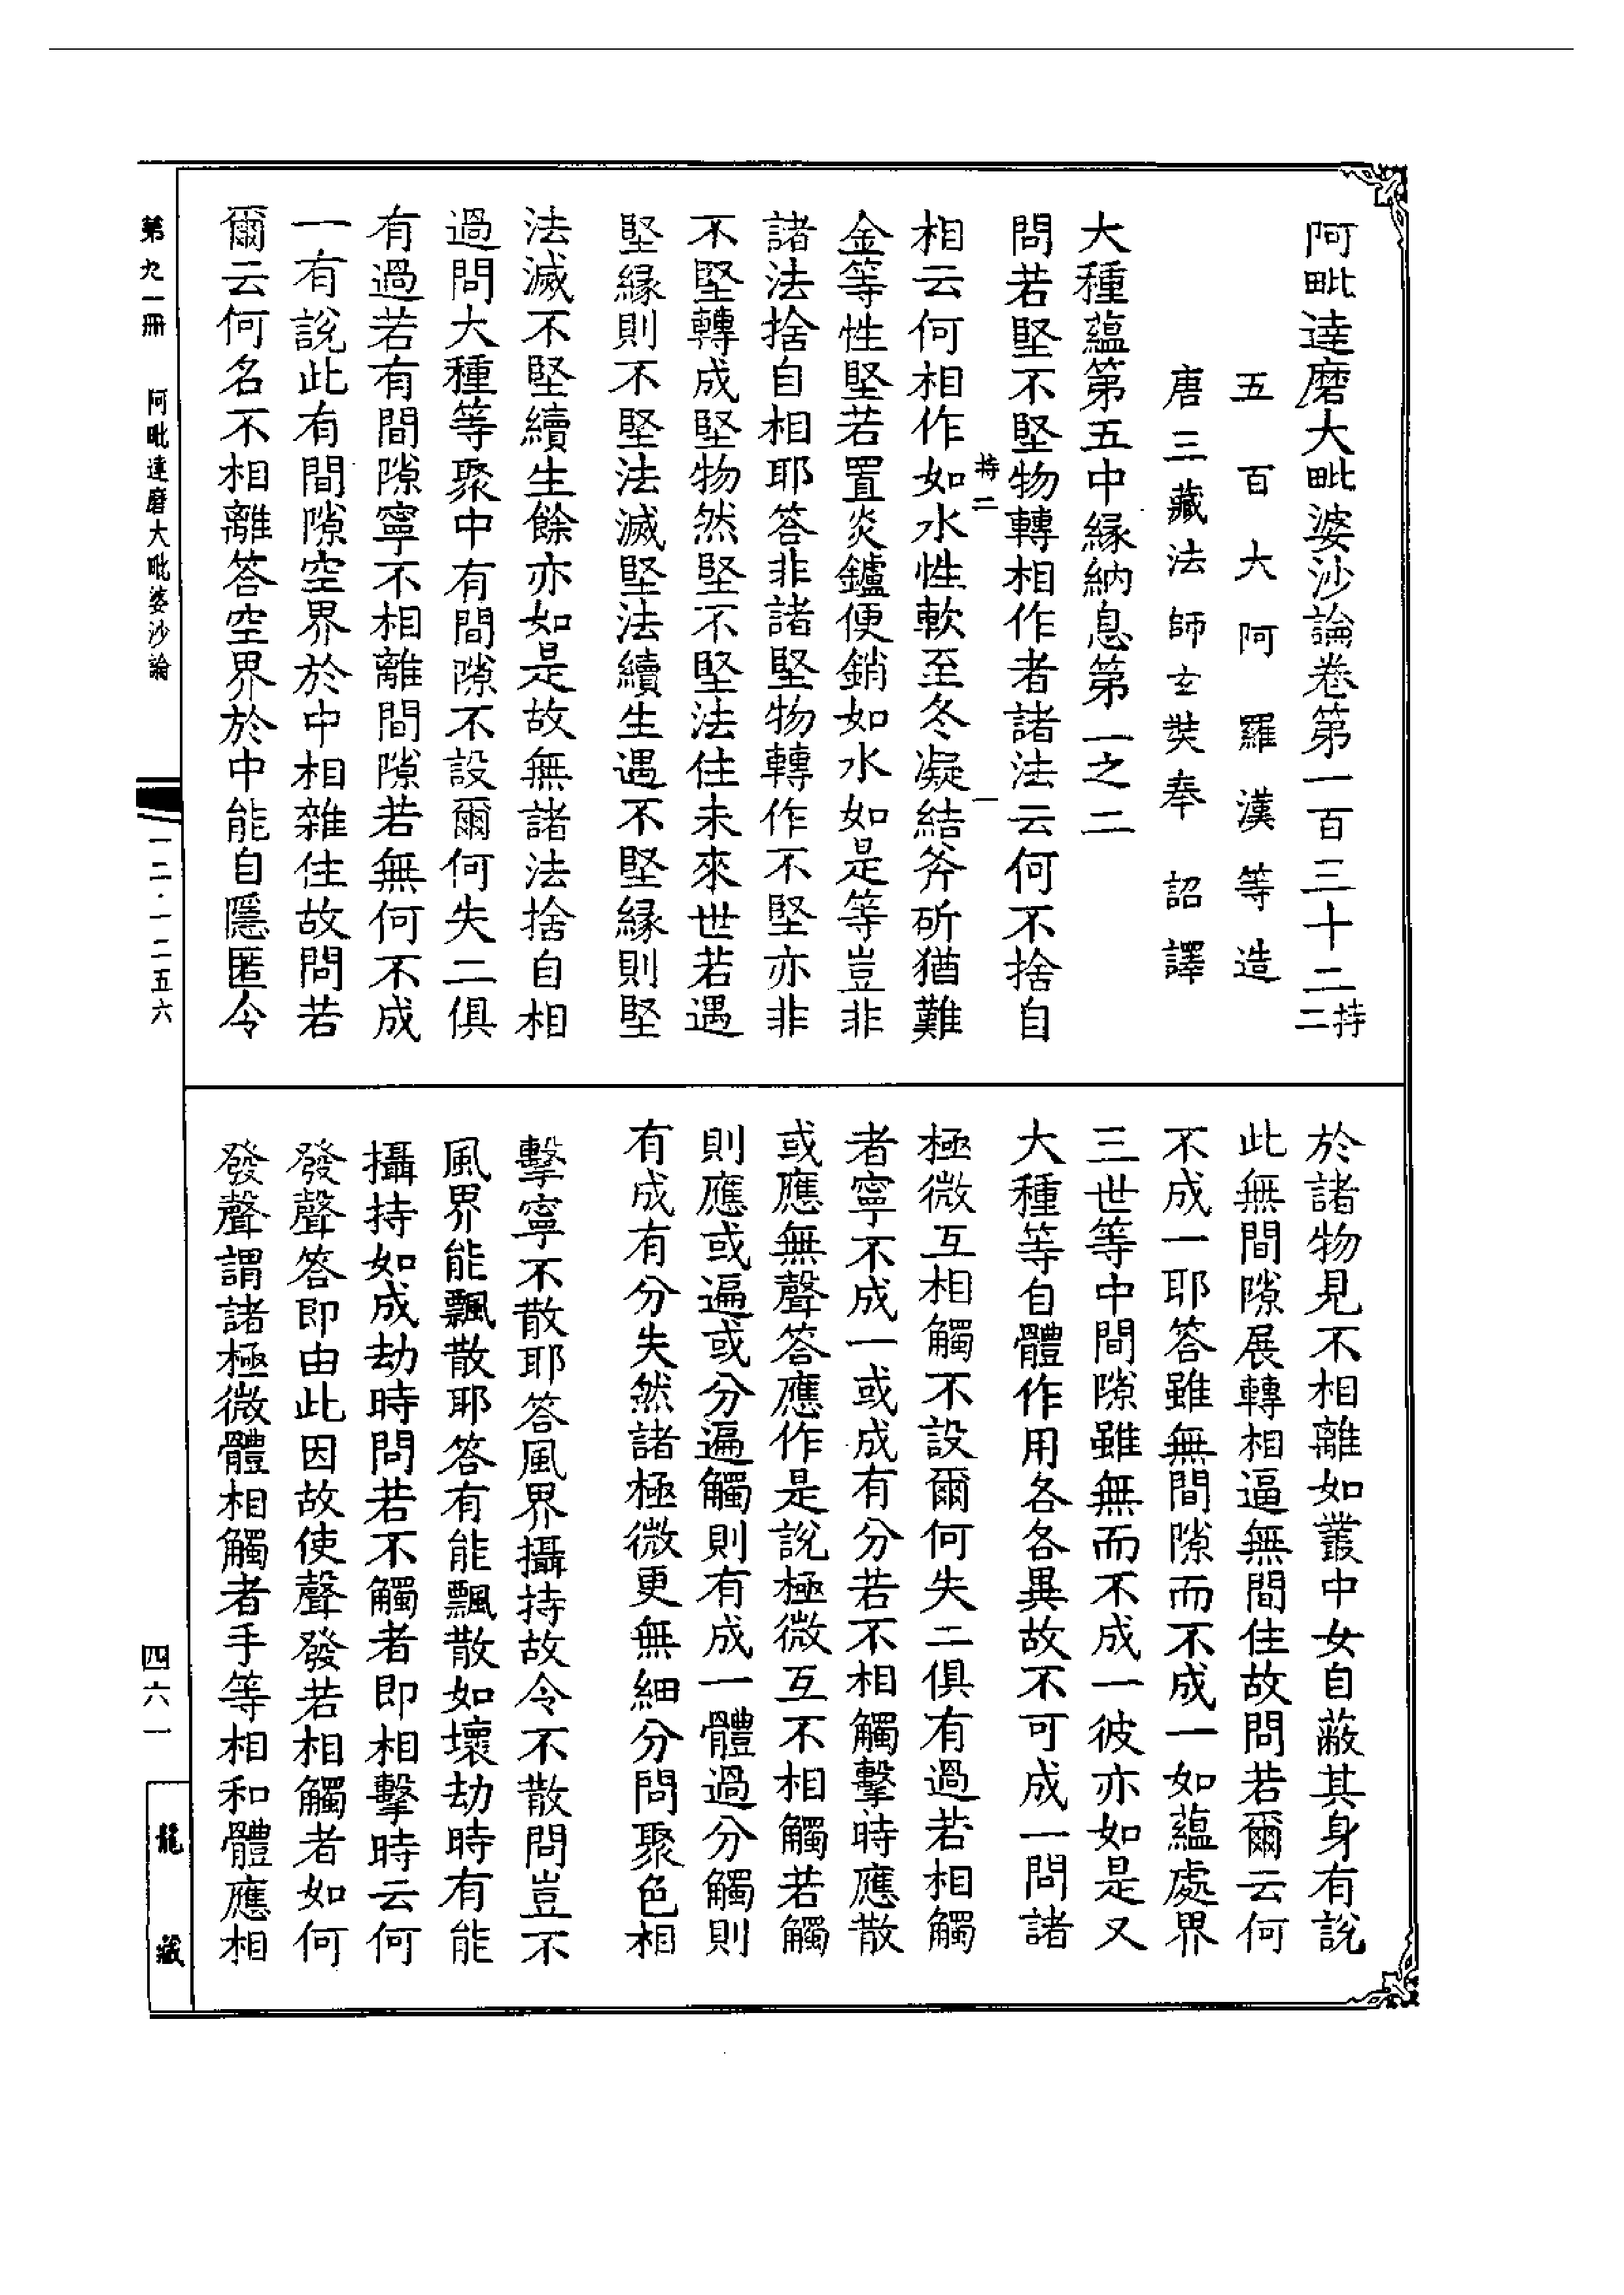 阿毗達磨大毗婆沙論卷第一百三十二持二
五百大阿羅漢等造
唐三藏法師玄奘奉詔譯
大種蘊第五中緣納息第一之二
問若堅不堅物轉相作者諸法云何不捨自
持二 一
相云何相作如水性軟至冬凝結斧斫猶難
金等性堅若置炎鑪便銷如水如是等豈非
諸法捨自相耶答非諸堅物轉作不堅亦非
不堅轉成堅物然堅不堅法住未來世若遇
堅緣則不堅法滅堅法續生遇不堅緣則堅
法滅不堅續生餘亦如是故無諸法捨自相
過問大種等聚中有間隙不設爾何失二俱
有過若有間隙寧不相離間隙若無何不成
一有說此有間隙空界於中相雜住故問若
爾云何名不相離答空界於中能自隱匿令
於諸物見不相離如叢中女自蔽其身有說
此無間隙展轉相逼無間住故問若爾云何
不成一耶答雖無間隙而不成一如蘊處界
三世等中間隙雖無而不成一彼亦如是又
大種等自體作用各各異故不可成一問諸
極微互相觸不設爾何失二俱有過若相觸
者寧不成一或成有分若不相觸擊時應散
或應無聲答應作是說極微互不相觸若觸
則應或遍或分遍觸則有成一體過分觸則
有成有分失然諸極微更無細分問聚色相
擊寧不散耶答風界攝持故令不散問豈不
風界能飄散耶答有能飄散如壞劫時有能
攝持如成劫時問若不觸者即相擊時云何
發聲答即由此因故使聲發若相觸者如何
發聲謂諸極微體相觸者手等相和體應相
第九一冊 阿毗達磨大毗婆沙論
一二·一二五六
四六一
龍藏